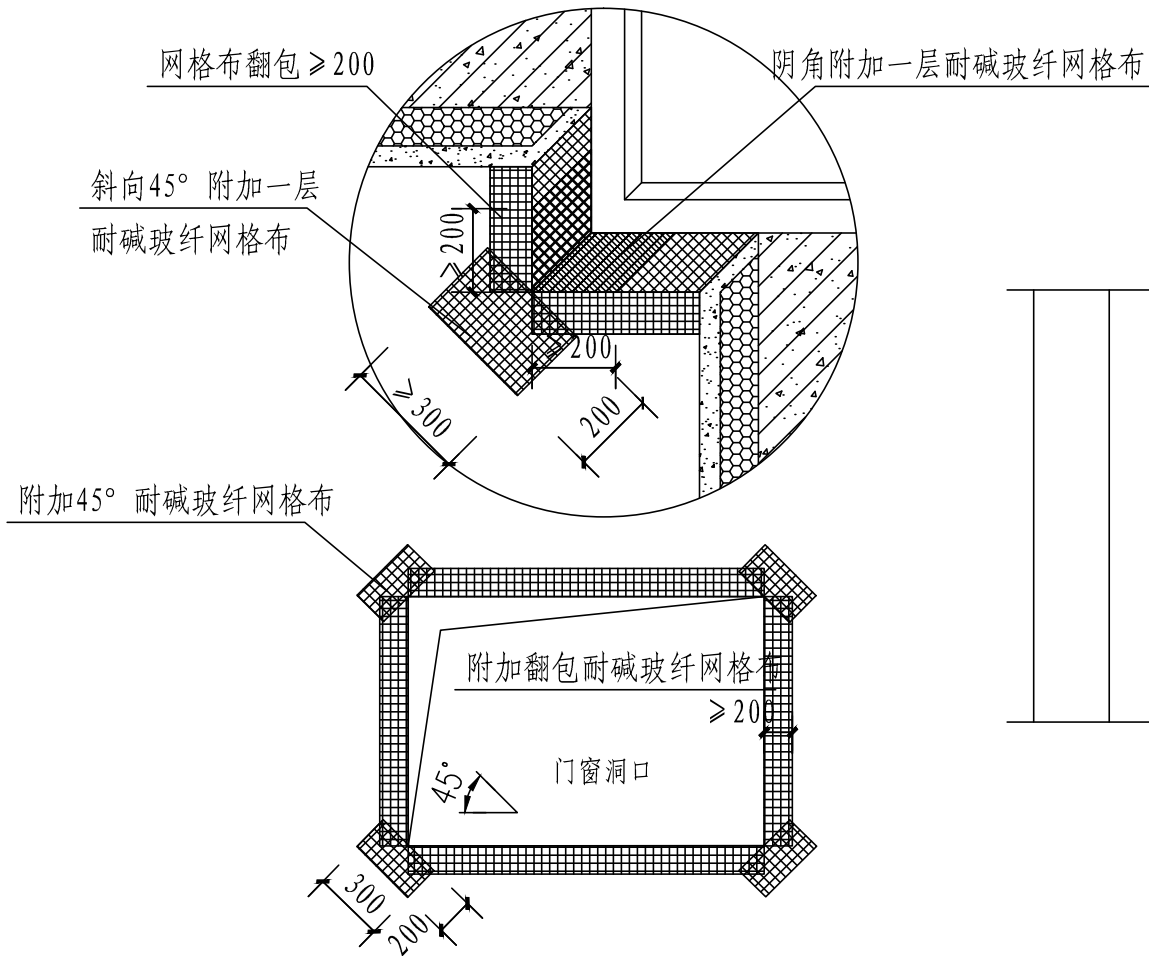 网格布翻包≥200
阴角附加一层耐碱玻纤网格布
斜向45° 附加一层
耐碱玻纤网格布
≥200
≥200
≥300
200
附加45° 耐碱玻纤网格布
附加翻包耐碱玻纤网格布
≥200
门窗洞口
45°
300
200